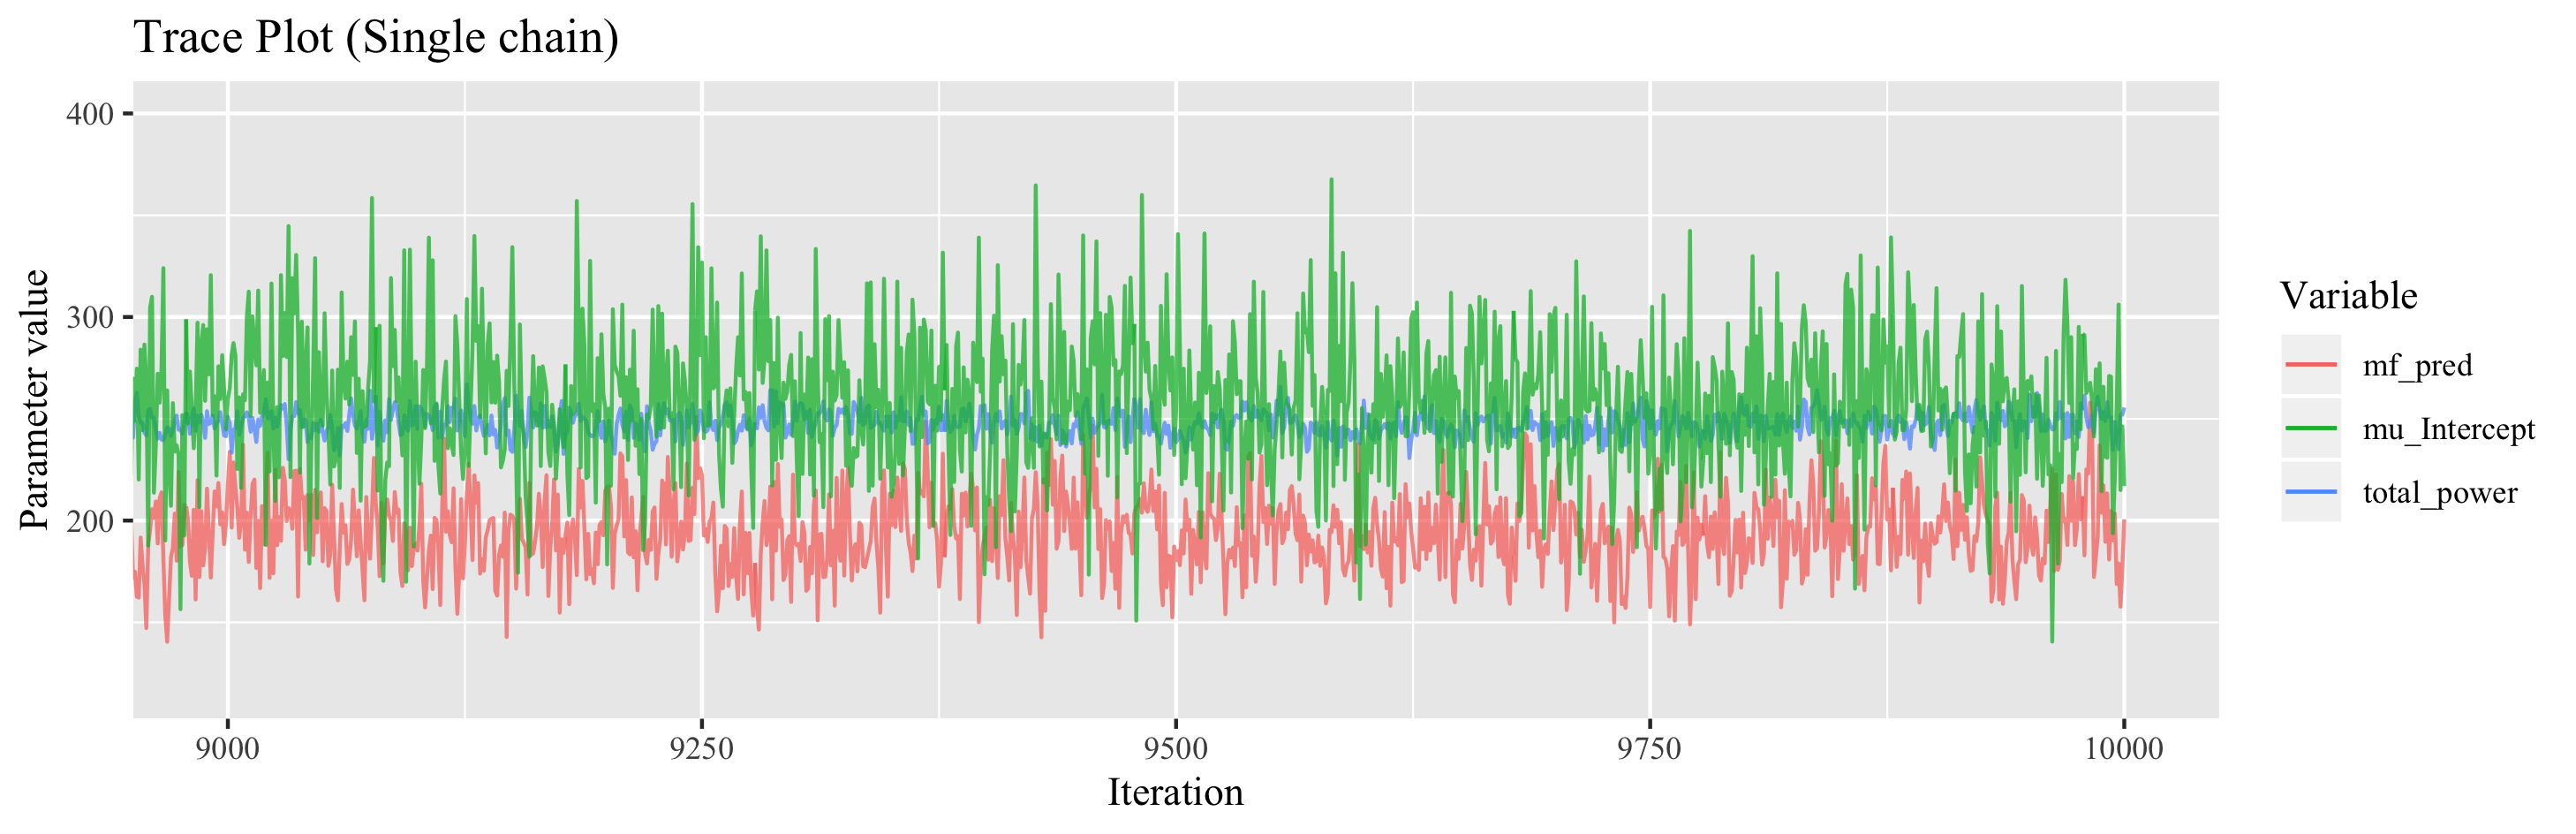 Trace Plot (Single chain)
400
300
200
Parameter value
9000 9250 9500 9750 10000
Iteration
Variable
mf_pred
mu_Intercept
total_power